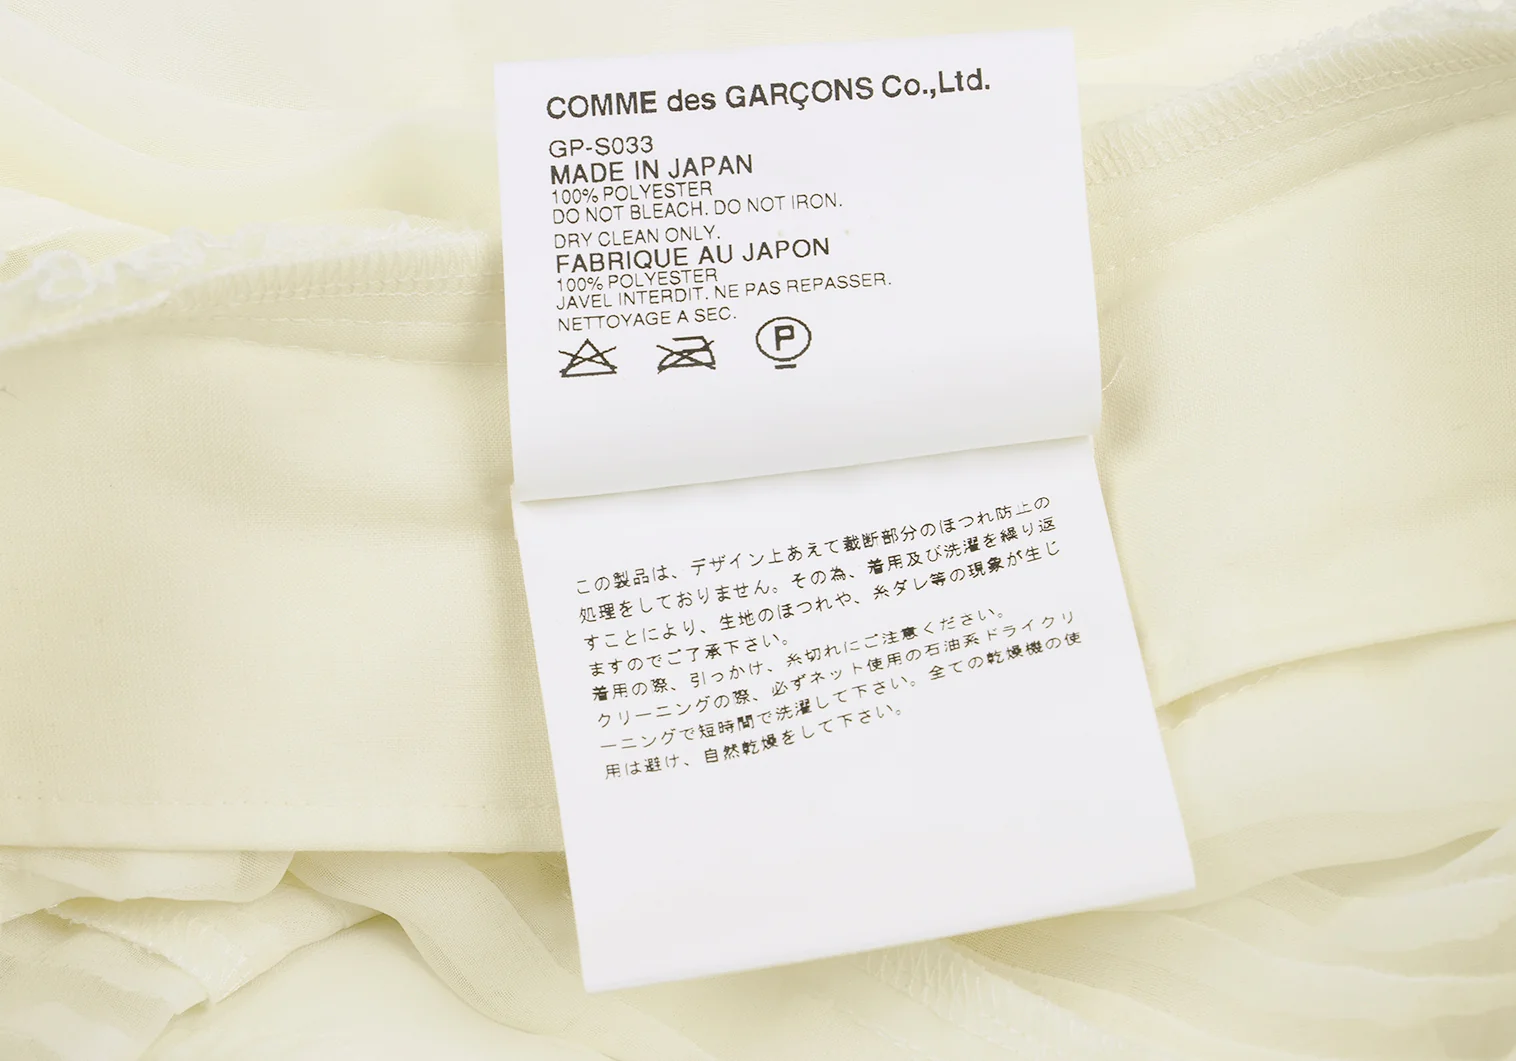 COMME des GARÇONS Co.,Ltd.
GP-S033
MADE IN JAPAN
100% POLYESTER
DO NOT BLEACH. DO NOT IRON.
DRY CLEAN ONLY.
FABRIQUE AU JAPON
100% POLYESTER
JAVEL INTERDIT. NE PAS REPASSER.
NETTOYAGE A SEC.
P
この製品は、デザイン上あえて裁断部分のほつれ防止の
処理をしておりません。その為、着用及び洗濯を繰り返
すことにより、生地のほつれや、糸ダレ等の現象が生じ
ますのでご了承下さい。
着用の際、引っかけ、糸切れにご注意ください。
クリーニングの際、必ずネット使用の石油系ドライクリ
ーニングで短時間で洗濯して下さい。全ての乾燥機の使
用は避け、自然乾燥をして下さい。